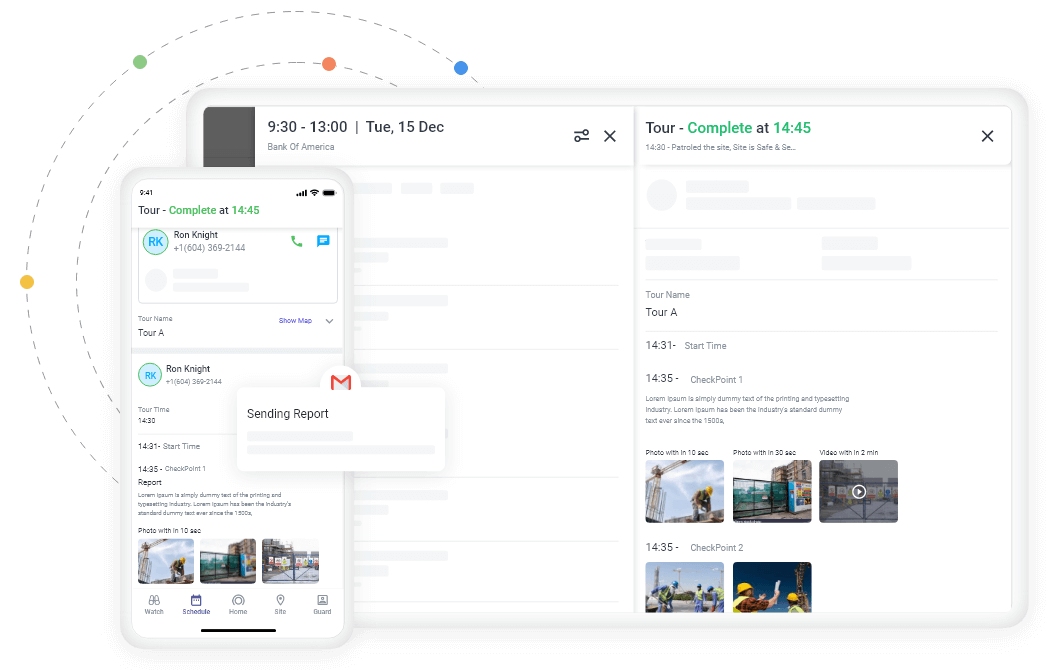 9:30 - 13:00 | Tue, 15 Dec
Bank Of America
Tour - Complete at 14:45
14:30 - Patroled the site, Site is Safe & Se...
Tour Name
Tour A
14:31- Start Time
14:35 - CheckPoint 1
Lorem Ipsum is simply dummy text of the printing and typesetting
industry. Lorem Ipsum has been the industry's standard dummy
text ever since the 1500s,
Photo with in 10 sec
Photo with in 30 sec
Video with in 2 min
14:35 - CheckPoint 2
9:41
Tour - Complete at 14:45
RK
Ron Knight
+1(604) 369-2144
Tour Name
Show Map
Tour A
RK
Ron Knight
+1(604) 369-2144
Tour Time
14:30
14:31- Start Time
14:35 - CheckPoint 1
Report
Lorem Ipsum is simply dummy text of the printing and
typesetting industry. Lorem Ipsum has been the industry's
standard dummy text ever since the 1500s,
Photo with in 10 sec
Watch
Schedule
Home
Site
Guard
Sending Report